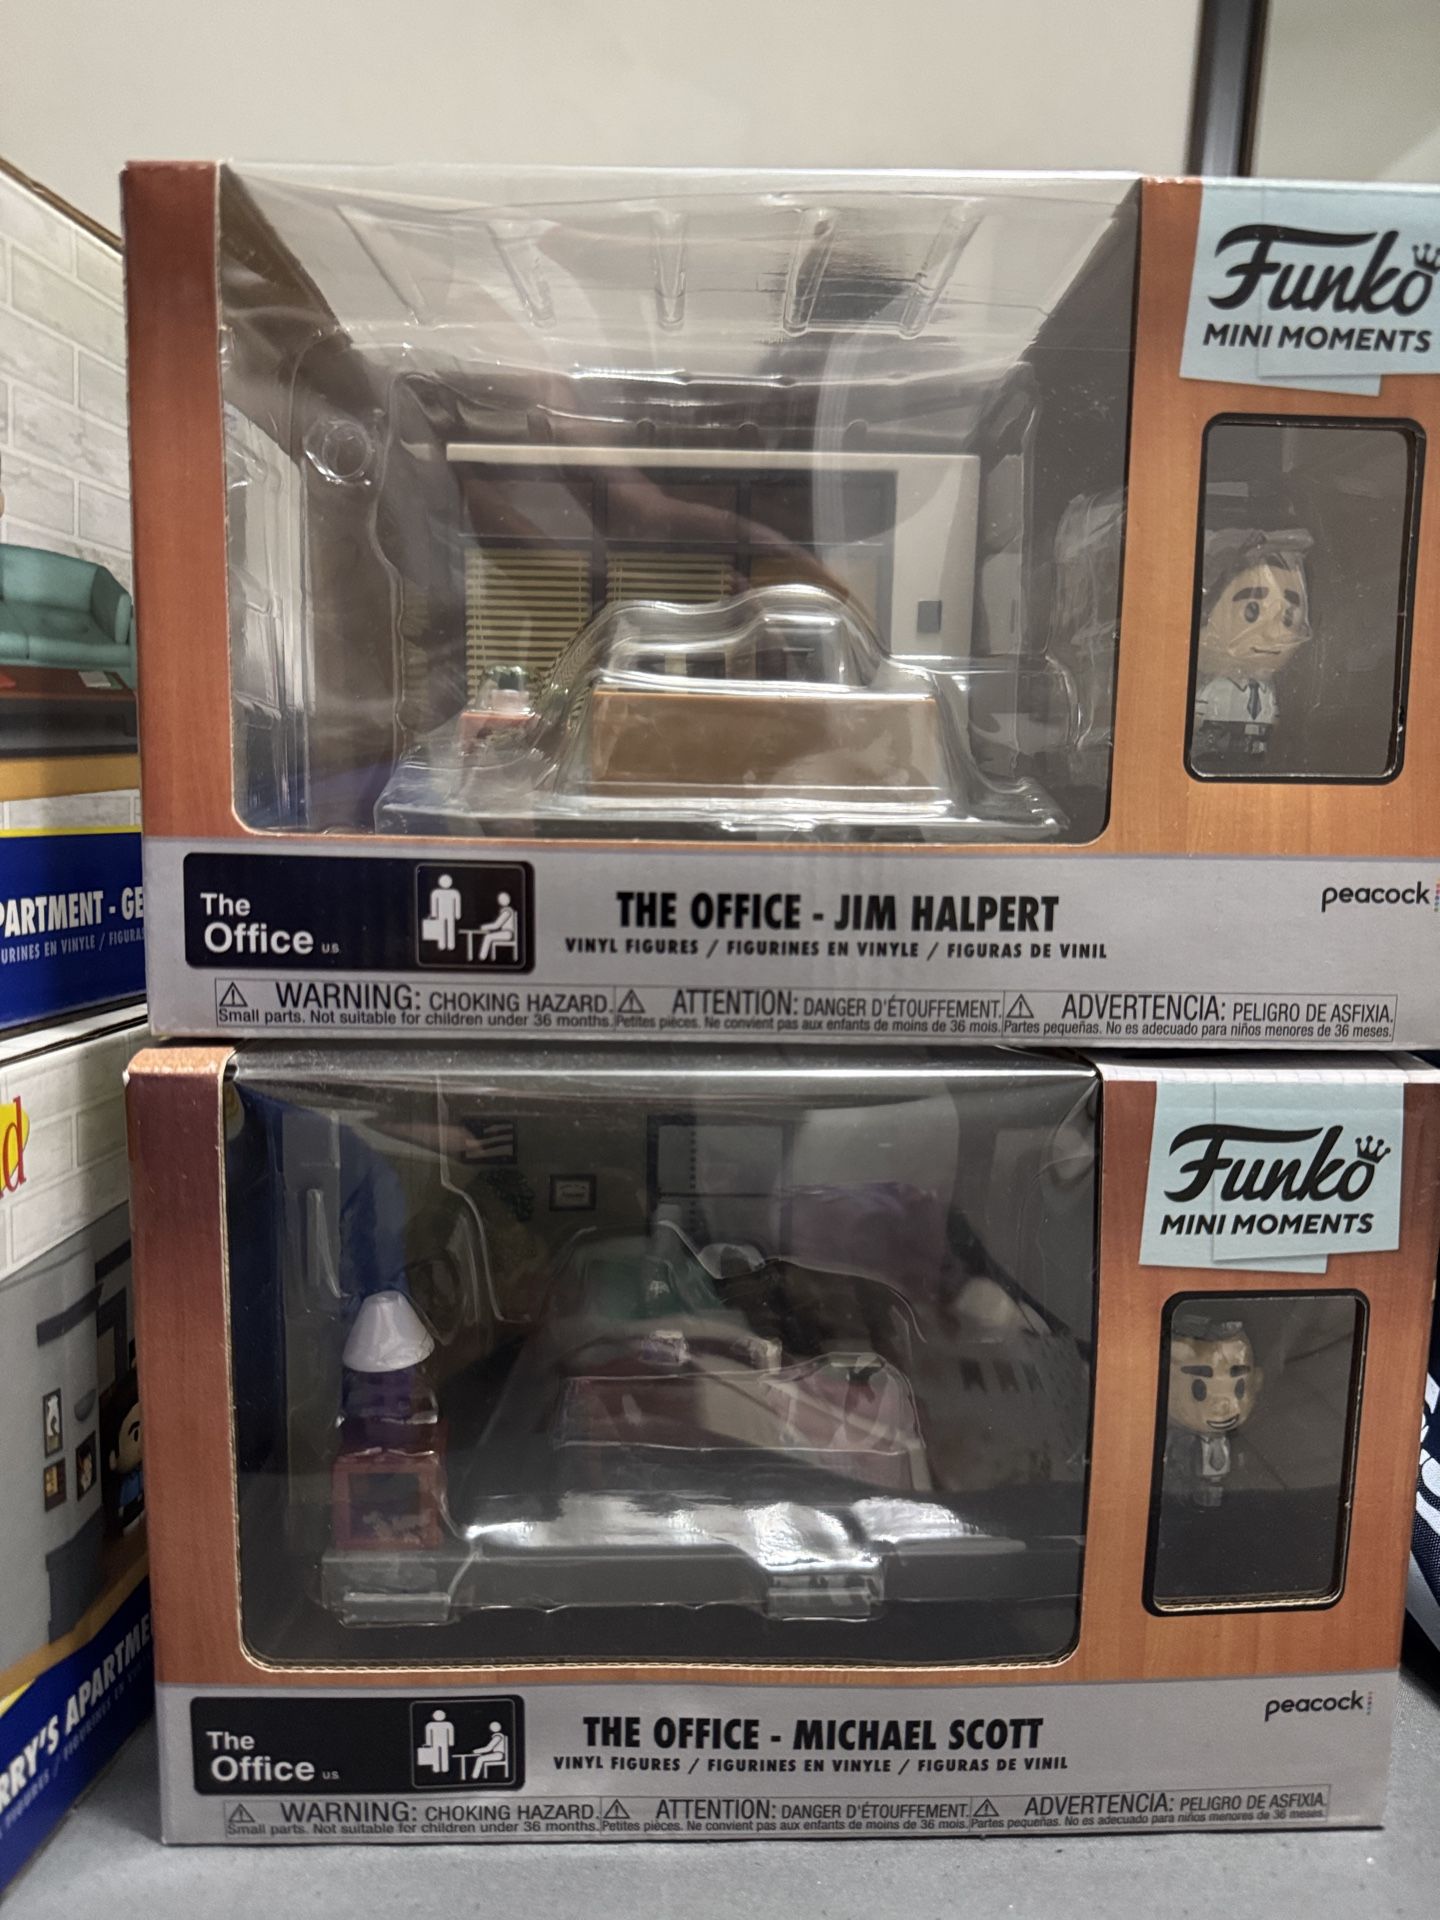 Funko
MINI MOMENTS
The
Office U.S.
THE OFFICE - JIM HALPERT
VINYL FIGURES / FIGURINES EN VINYLE / FIGURAS DE VINIL
peacock
WARNING: CHOKING HAZARD.
Small parts. Not suitable for children under 36 months.
ATTENTION: DANGER D'ÉTOUFFEMENT.
Petites pièces. Ne convient pas aux enfants de moins de 36 mois.
ADVERTENCIA: PELIGRO DE ASFIXIA.
Partes pequeñas. No es adecuado para niños menores de 36 meses.
PARTMENT - GE
URINES EN VINYLE / FIGURA
Funko
MINI MOMENTS
The
Office U.S.
THE OFFICE - MICHAEL SCOTT
VINYL FIGURES / FIGURINES EN VINYLE / FIGURAS DE VINIL
peacock
WARNING: CHOKING HAZARD.
Small parts. Not suitable for children under 36 months.
ATTENTION: DANGER D'ÉTOUFFEMENT.
Petites pièces. Ne convient pas aux enfants de moins de 36 mois.
ADVERTENCIA: PELIGRO DE ASFIXIA.
Partes pequeñas. No es adecuado para niños menores de 36 meses.
d
RRY'S APARTME